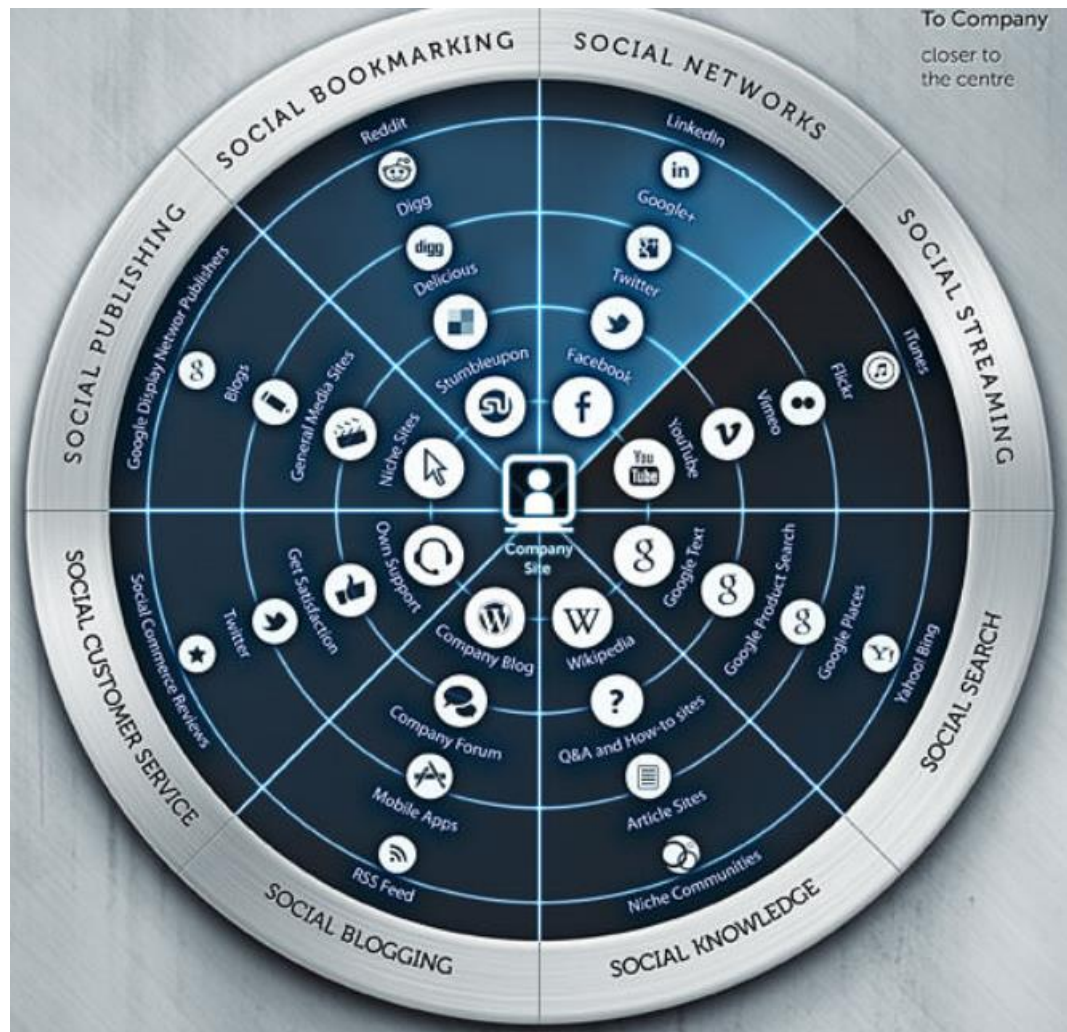 To Company
closer to
the centre
SOCIAL BOOKMARKING
SOCIAL NETWORKS
SOCIAL STREAMING
SOCIAL SEARCH
SOCIAL KNOWLEDGE
SOCIAL BLOGGING
SOCIAL CUSTOMER SERVICE
SOCIAL PUBLISHING
Reddit
Digg
digg
Delicious
Stumbleupon
LinkedIn
in
Google+
Twitter
Facebook
f
iTunes
Flickr
Vimeo
V
YouTube
You
Tube
Google Text
g
Google Product Search
g
Google Places
g
Yahoo! Bing
Y!
Wikipedia
W
Q&A and How-to sites
?
Article Sites
Niche Communities
Company Blog
W
Company Forum
Mobile Apps
RSS Feed
Own Support
Get Satisfaction
Twitter
Social Commerce Reviews
Google Display Networ Publishers
g
Blogs
General Media Sites
Niche Sites
Company
Site